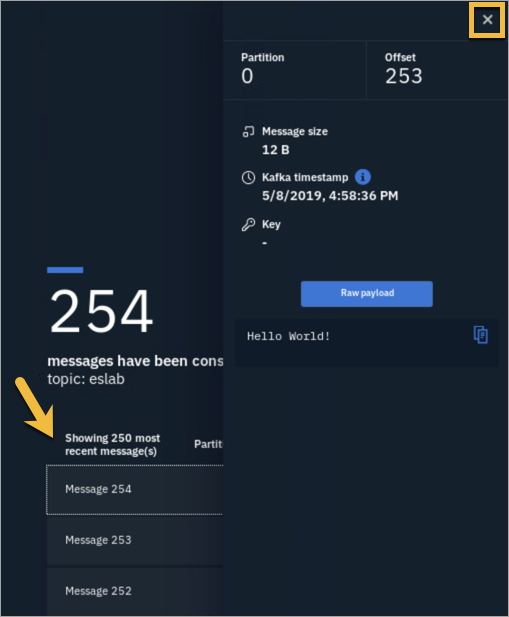 Partition
0
Offset
253
Message size
12 B
Kafka timestamp
5/8/2019, 4:58:36 PM
Key
-
Raw payload
Hello World!
254
messages have been cons
topic: eslab
Showing 250 most
recent message(s)
Partiti
Message 254
Message 253
Message 252